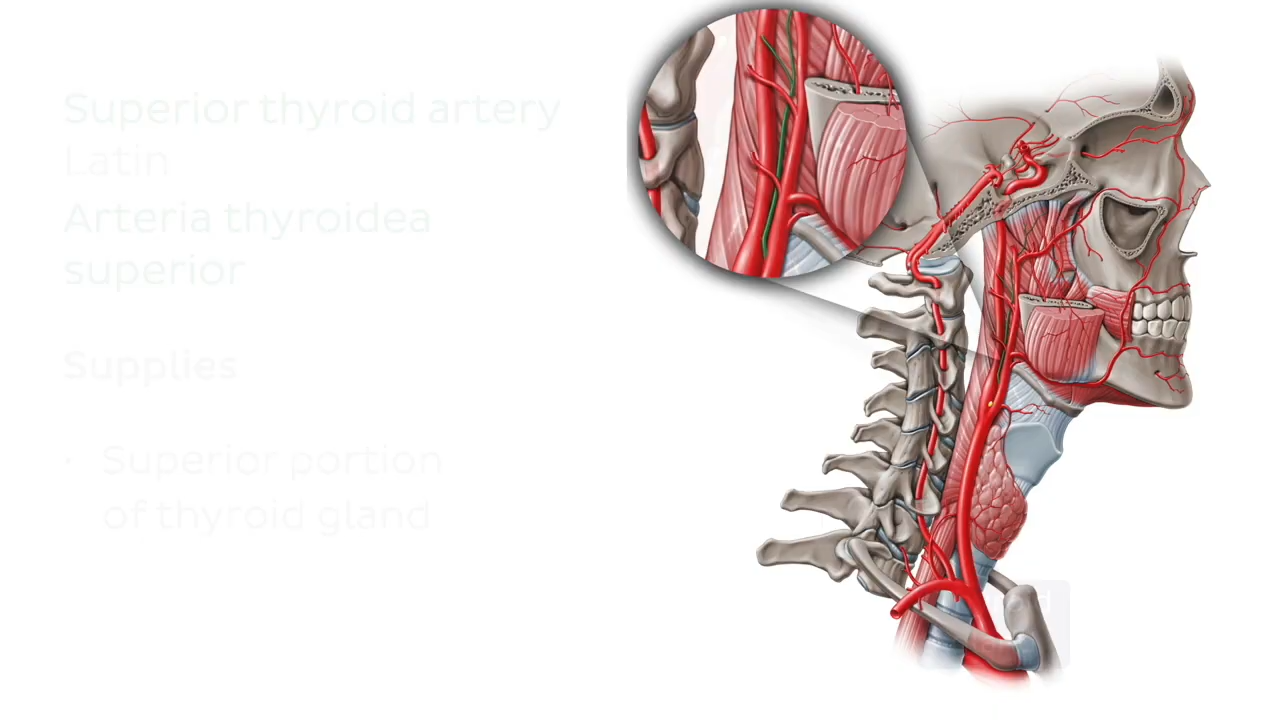 Superior thyroid artery
Latin
Arteria thyroidea
superior
Supplies
• Superior portion
of thyroid gland